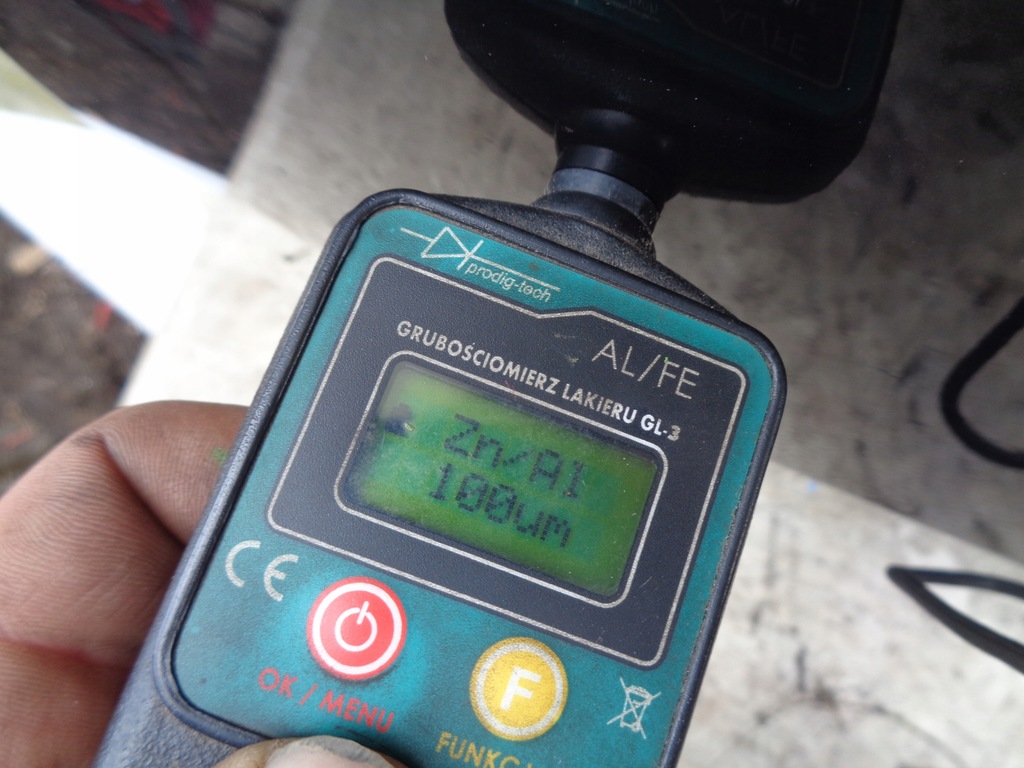 prodig-tech
AL/FE
GRUBOŚCIOMIERZ LAKIERU GL-3
Zn/Al
100um
CE
F
OK / MENU